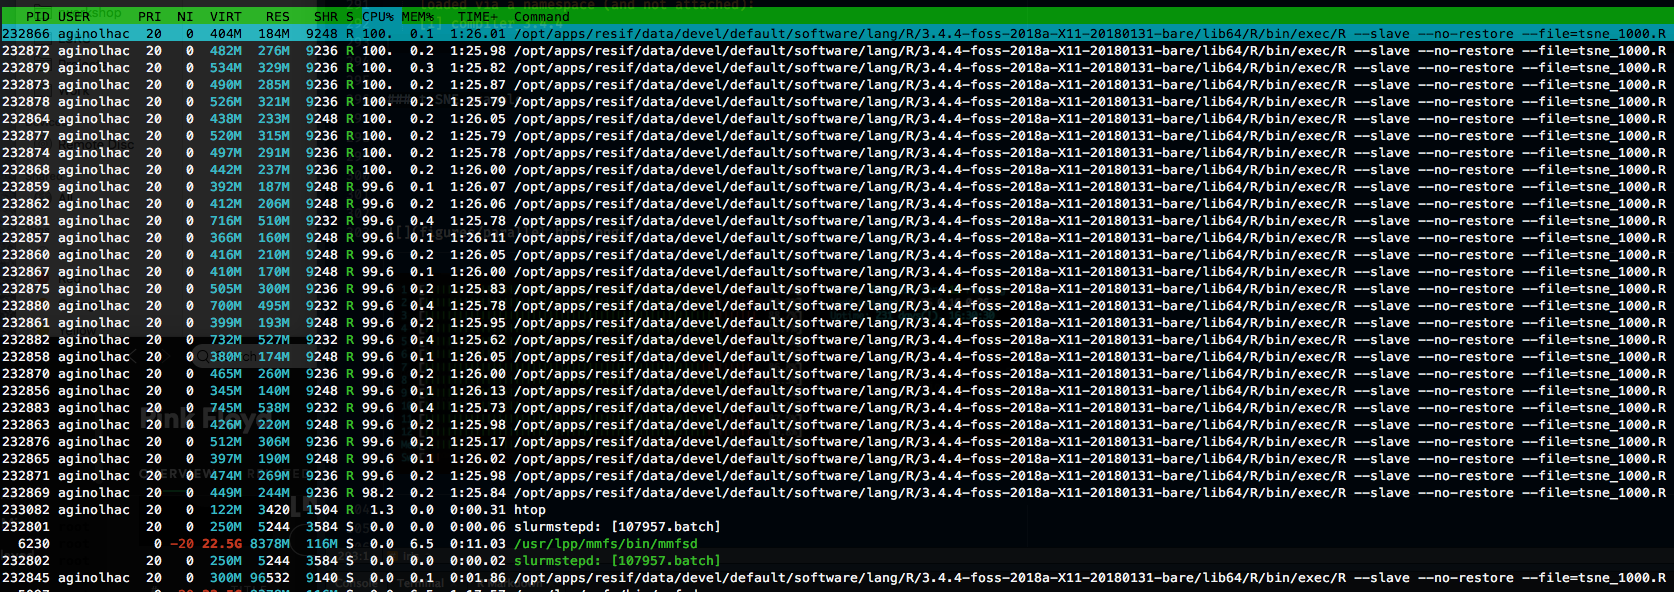 PID USER PRI NI VIRT RES SHR S CPU% MEM% TIME+ Command
232866 aginolhac 20 0 404M 184M 9248 R 100. 0.1 1:26.01 /opt/apps/resif/data/devel/default/software/lang/R/3.4.4-foss-2018a-X11-20180131-bare/lib64/R/bin/exec/R --slave --no-restore --file=tsne_1000.R
232872 aginolhac 20 0 482M 276M 9236 R 100. 0.2 1:25.98 /opt/apps/resif/data/devel/default/software/lang/R/3.4.4-foss-2018a-X11-20180131-bare/lib64/R/bin/exec/R --slave --no-restore --file=tsne_1000.R
232879 aginolhac 20 0 534M 329M 9236 R 100. 0.3 1:25.82 /opt/apps/resif/data/devel/default/software/lang/R/3.4.4-foss-2018a-X11-20180131-bare/lib64/R/bin/exec/R --slave --no-restore --file=tsne_1000.R
232873 aginolhac 20 0 490M 285M 9236 R 100. 0.2 1:25.87 /opt/apps/resif/data/devel/default/software/lang/R/3.4.4-foss-2018a-X11-20180131-bare/lib64/R/bin/exec/R --slave --no-restore --file=tsne_1000.R
232878 aginolhac 20 0 526M 321M 9236 R 100. 0.2 1:25.79 /opt/apps/resif/data/devel/default/software/lang/R/3.4.4-foss-2018a-X11-20180131-bare/lib64/R/bin/exec/R --slave --no-restore --file=tsne_1000.R
232864 aginolhac 20 0 438M 233M 9248 R 100. 0.2 1:26.05 /opt/apps/resif/data/devel/default/software/lang/R/3.4.4-foss-2018a-X11-20180131-bare/lib64/R/bin/exec/R --slave --no-restore --file=tsne_1000.R
232877 aginolhac 20 0 520M 315M 9236 R 100. 0.2 1:25.79 /opt/apps/resif/data/devel/default/software/lang/R/3.4.4-foss-2018a-X11-20180131-bare/lib64/R/bin/exec/R --slave --no-restore --file=tsne_1000.R
232874 aginolhac 20 0 497M 291M 9236 R 100. 0.2 1:25.78 /opt/apps/resif/data/devel/default/software/lang/R/3.4.4-foss-2018a-X11-20180131-bare/lib64/R/bin/exec/R --slave --no-restore --file=tsne_1000.R
232868 aginolhac 20 0 442M 237M 9236 R 100. 0.2 1:26.00 /opt/apps/resif/data/devel/default/software/lang/R/3.4.4-foss-2018a-X11-20180131-bare/lib64/R/bin/exec/R --slave --no-restore --file=tsne_1000.R
232859 aginolhac 20 0 392M 187M 9248 R 99.6 0.1 1:26.07 /opt/apps/resif/data/devel/default/software/lang/R/3.4.4-foss-2018a-X11-20180131-bare/lib64/R/bin/exec/R --slave --no-restore --file=tsne_1000.R
232862 aginolhac 20 0 412M 206M 9248 R 99.6 0.2 1:26.06 /opt/apps/resif/data/devel/default/software/lang/R/3.4.4-foss-2018a-X11-20180131-bare/lib64/R/bin/exec/R --slave --no-restore --file=tsne_1000.R
232881 aginolhac 20 0 716M 510M 9232 R 99.6 0.4 1:25.78 /opt/apps/resif/data/devel/default/software/lang/R/3.4.4-foss-2018a-X11-20180131-bare/lib64/R/bin/exec/R --slave --no-restore --file=tsne_1000.R
232857 aginolhac 20 0 366M 160M 9248 R 99.6 0.1 1:26.11 /opt/apps/resif/data/devel/default/software/lang/R/3.4.4-foss-2018a-X11-20180131-bare/lib64/R/bin/exec/R --slave --no-restore --file=tsne_1000.R
232860 aginolhac 20 0 416M 210M 9248 R 99.6 0.2 1:26.05 /opt/apps/resif/data/devel/default/software/lang/R/3.4.4-foss-2018a-X11-20180131-bare/lib64/R/bin/exec/R --slave --no-restore --file=tsne_1000.R
232867 aginolhac 20 0 410M 170M 9248 R 99.6 0.1 1:26.00 /opt/apps/resif/data/devel/default/software/lang/R/3.4.4-foss-2018a-X11-20180131-bare/lib64/R/bin/exec/R --slave --no-restore --file=tsne_1000.R
232875 aginolhac 20 0 505M 300M 9236 R 99.6 0.2 1:25.83 /opt/apps/resif/data/devel/default/software/lang/R/3.4.4-foss-2018a-X11-20180131-bare/lib64/R/bin/exec/R --slave --no-restore --file=tsne_1000.R
232880 aginolhac 20 0 700M 495M 9232 R 99.6 0.4 1:25.78 /opt/apps/resif/data/devel/default/software/lang/R/3.4.4-foss-2018a-X11-20180131-bare/lib64/R/bin/exec/R --slave --no-restore --file=tsne_1000.R
232861 aginolhac 20 0 399M 193M 9248 R 99.6 0.2 1:25.95 /opt/apps/resif/data/devel/default/software/lang/R/3.4.4-foss-2018a-X11-20180131-bare/lib64/R/bin/exec/R --slave --no-restore --file=tsne_1000.R
232882 aginolhac 20 0 732M 527M 9232 R 99.6 0.4 1:25.62 /opt/apps/resif/data/devel/default/software/lang/R/3.4.4-foss-2018a-X11-20180131-bare/lib64/R/bin/exec/R --slave --no-restore --file=tsne_1000.R
232858 aginolhac 20 0 380M 174M 9248 R 99.6 0.1 1:26.05 /opt/apps/resif/data/devel/default/software/lang/R/3.4.4-foss-2018a-X11-20180131-bare/lib64/R/bin/exec/R --slave --no-restore --file=tsne_1000.R
232870 aginolhac 20 0 465M 260M 9236 R 99.6 0.2 1:26.00 /opt/apps/resif/data/devel/default/software/lang/R/3.4.4-foss-2018a-X11-20180131-bare/lib64/R/bin/exec/R --slave --no-restore --file=tsne_1000.R
232856 aginolhac 20 0 345M 140M 9248 R 99.6 0.1 1:26.13 /opt/apps/resif/data/devel/default/software/lang/R/3.4.4-foss-2018a-X11-20180131-bare/lib64/R/bin/exec/R --slave --no-restore --file=tsne_1000.R
232883 aginolhac 20 0 745M 538M 9232 R 99.6 0.4 1:25.73 /opt/apps/resif/data/devel/default/software/lang/R/3.4.4-foss-2018a-X11-20180131-bare/lib64/R/bin/exec/R --slave --no-restore --file=tsne_1000.R
232863 aginolhac 20 0 426M 220M 9248 R 99.6 0.2 1:25.98 /opt/apps/resif/data/devel/default/software/lang/R/3.4.4-foss-2018a-X11-20180131-bare/lib64/R/bin/exec/R --slave --no-restore --file=tsne_1000.R
232876 aginolhac 20 0 512M 306M 9236 R 99.6 0.2 1:25.17 /opt/apps/resif/data/devel/default/software/lang/R/3.4.4-foss-2018a-X11-20180131-bare/lib64/R/bin/exec/R --slave --no-restore --file=tsne_1000.R
232865 aginolhac 20 0 397M 190M 9248 R 99.6 0.2 1:26.02 /opt/apps/resif/data/devel/default/software/lang/R/3.4.4-foss-2018a-X11-20180131-bare/lib64/R/bin/exec/R --slave --no-restore --file=tsne_1000.R
232871 aginolhac 20 0 474M 269M 9236 R 99.6 0.2 1:25.98 /opt/apps/resif/data/devel/default/software/lang/R/3.4.4-foss-2018a-X11-20180131-bare/lib64/R/bin/exec/R --slave --no-restore --file=tsne_1000.R
232869 aginolhac 20 0 449M 244M 9236 R 98.2 0.2 1:25.84 /opt/apps/resif/data/devel/default/software/lang/R/3.4.4-foss-2018a-X11-20180131-bare/lib64/R/bin/exec/R --slave --no-restore --file=tsne_1000.R
233082 aginolhac 20 0 122M 3420 1504 R 1.3 0.0 0:00.31 htop
232801 20 0 250M 5244 3584 S 0.0 0.0 0:00.06 slurmstepd: [107957.batch]
6230 0 -20 22.5G 8378M 116M S 0.0 6.5 0:11.03 /usr/lpp/mmfs/bin/mmfsd
232802 20 0 250M 5244 3584 S 0.0 0.0 0:00.02 slurmstepd: [107957.batch]
232845 aginolhac 20 0 300M 96532 9140 S 0.0 0.1 0:01.86 /opt/apps/resif/data/devel/default/software/lang/R/3.4.4-foss-2018a-X11-20180131-bare/lib64/R/bin/exec/R --slave --no-restore --file=tsne_1000.R